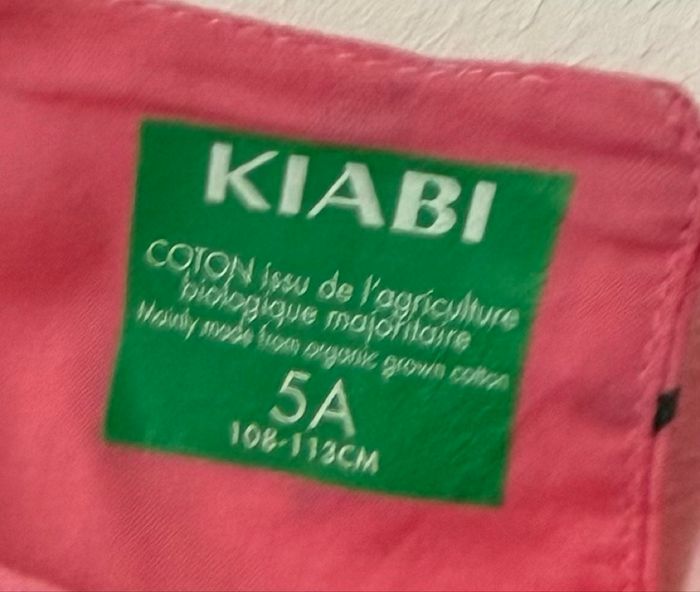 KIABI
COTON issu de l'agriculture
biologique majoritaire
Mainly made from organic grown cotton
5A
108-113CM